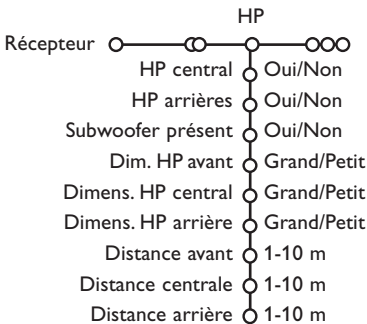 HP
Récepteur
HP central Oui/Non
HP arrières Oui/Non
Subwoofer présent Oui/Non
Dim. HP avant Grand/Petit
Dimens. HP central Grand/Petit
Dimens. HP arrière Grand/Petit
Distance avant 1-10 m
Distance centrale 1-10 m
Distance arrière 1-10 m